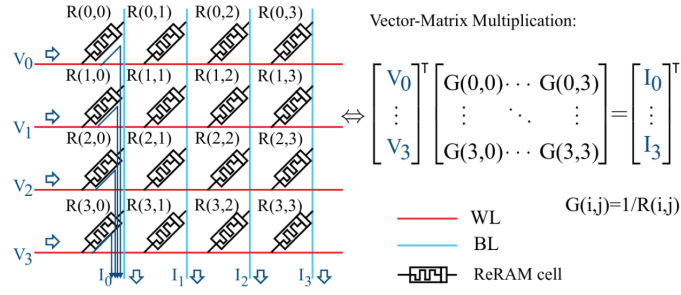 R(0,0) R(0,1) R(0,2) R(0,3)
V0
R(1,0) R(1,1) R(1,2) R(1,3)
V1
R(2,0) R(2,1) R(2,2) R(2,3)
V2
R(3,0) R(3,1) R(3,2) R(3,3)
V3
I0 I1 I2 I3
Vector-Matrix Multiplication:
⇔ [V0 ⋮ V3]ᵀ [G(0,0)⋯G(0,3) ⋮ ⋱ ⋮ G(3,0)⋯G(3,3)] = [I0 ⋮ I3]ᵀ
G(i,j)=1/R(i,j)
WL
BL
ReRAM cell